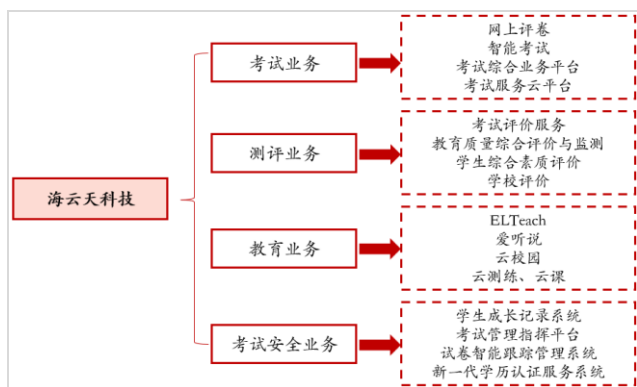 海云天科技
考试业务
网上评卷
智能考试
考试综合业务平台
考试服务云平台
测评业务
考试评价服务
教育质量综合评价与监测
学生综合素质评价
学校评价
教育业务
ELTeach
爱听说
云校园
云测练、云课
考试安全业务
学生成长记录系统
考试管理指挥平台
试卷智能跟踪管理系统
新一代学历认证服务系统